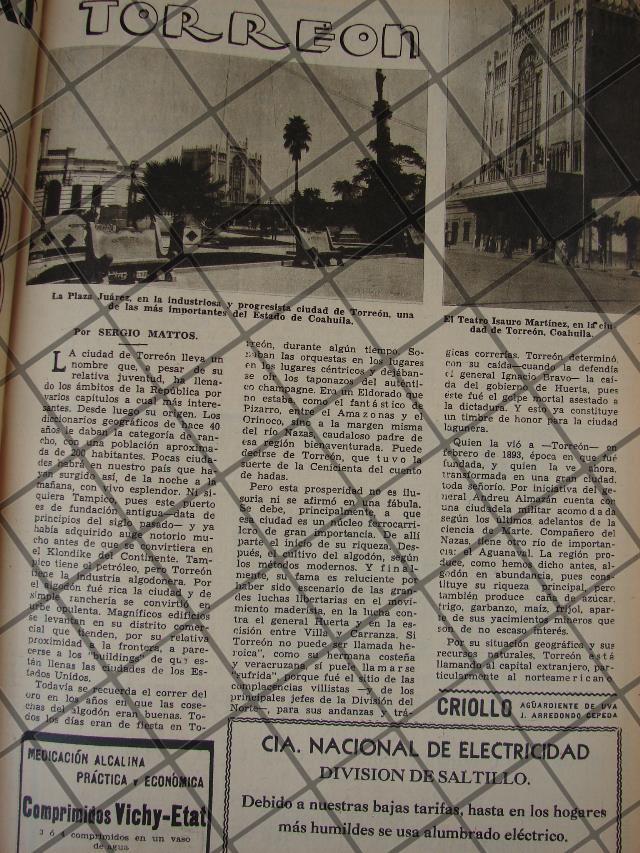 TORREON
La Plaza Juárez, en la industriosa y progresista ciudad de Torreón, una
de las más importantes del Estado de Coahuila.
El Teatro Isauro Martínez, en la ciu-
dad de Torreón, Coahuila.
Por SERGIO MATTOS.
LA ciudad de Torreón lleva un
nombre que, a pesar de su
relativa juventud, ha llena-
do los ámbitos de la República por
varios capítulos a cual más intere-
santes. Desde luego su origen. Los
diccionarios geográficos de hace 40
años le daban la categoría de ran-
cho, con una población aproxima-
da de 200 habitantes. Pocas ciuda-
des habrá en nuestro país que ha-
yan surgido así, de la noche a la
mañana, con vivo esplendor. Ni si-
quiera Tampico, pues este puerto
es de fundación antigua—data de
principios del siglo pasado— y ya
había adquirido auge notorio mu-
cho antes de que se convirtiera en
el Klondike del Continente. Tam-
pico tiene el petróleo, pero Torreón
tiene la industria algodonera. Por
el algodón fué rica la ciudad y de
simple ranchería se convirtió en
urbe opulenta. Magníficos edificios
se levantan en su distrito comer-
cial que tienden, por su relativa
proximidad a la frontera, a pare-
cerse a los "buildings" de que es-
tán llenas las ciudades de los Es-
tados Unidos.
Todavía se recuerda el correr del
oro en los años en que las cose-
chas del algodón eran buenas. To-
dos los días eran de fiesta en To-
rreón, durante algún tiempo. So-
naban las orquestas en los lugares
en los lugares céntricos y dejában-
se oír los taponazos del auténti-
co champagne. Era un Eldorado que
no estaba, como el fantástico de
Pizarro, entre el Amazonas y el
Orinoco, sino a la margen misma
del río Nazas, caudaloso padre de
esa región bienaventurada. Puede
decirse de Torreón, que tuvo la
suerte de la Cenicienta del cuento
de hadas.
Pero esta prosperidad no es ilu-
soria ni se afirmó en una fábula.
Se debe, principalmente, a que
esa ciudad es un núcleo ferrocarri-
lero de gran importancia. De allí
parte el injeto de su riqueza. Des-
pués, el cultivo del algodón, según
los métodos modernos. Y final-
mente, su fama es reluciente por
haber sido escenario de las gran-
des luchas libertarias en el movi-
miento maderista, en la lucha con-
tra el general Huerta y en la es-
cisión entre Villa y Carranza. Si
Torreón no puede ser llamada he-
roica", como su hermana costeña
y veracruzana, sí puede llamarse
"sufrida", porque fué el sitio de las
complacencias villistas —y de los
principales jefes de la División del
Norte—, para sus andanzas y trá-
gicas correrías. Torreón determinó,
con su caída—cuando la defendía
el general Ignacio Bravo— la caí-
da del gobierno de Huerta, pues
este fué el golpe mortal asestado a
la dictadura. Y esto ya constituye
un timbre de honor para la ciudad
lagunera.
Quien la vió a —Torreón— en
febrero de 1893, época en que fué
fundada, y quien la ve ahora,
transformada en una gran ciudad,
toda señorío. Por iniciativa del ge-
neral Andreu Almazán cuenta con
una ciudadela militar acomodada
según los últimos adelantos de la
ciencia de Marte. Compañero del
Nazas, tiene otro río de importan-
cia: el Aguanaval. La región pro-
duce, como hemos dicho antes, al-
godón en abundancia, pues cons-
tituye su riqueza principal, pero
también produce caña de azúcar,
trigo, garbanzo, maíz, frijol, apar-
te de sus yacimientos mineros que
son de no escaso interés.
Por su situación geográfica y sus
recursos naturales, Torreón está
llamando al capital extranjero, par-
ticularmente al norteamericano
CRIOLLO AGUARDIENTE DE UVA
J. ARREDONDO CEPEDA
MEDICACIÓN ALCALINA
PRÁCTICA y ECONÓMICA
Comprimidos Vichy-Etat
3 ó 4 comprimidos en un vaso
de agua
CIA. NACIONAL DE ELECTRICIDAD
DIVISION DE SALTILLO.
Debido a nuestras bajas tarifas, hasta en los hogares
más humildes se usa alumbrado eléctrico.